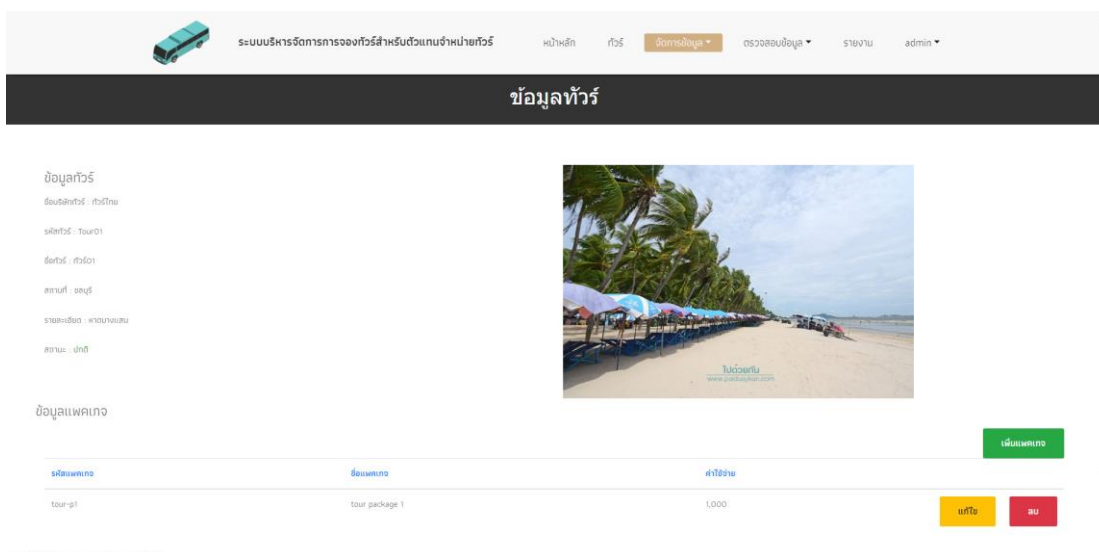 ระบบบริหารจัดการการจองทัวร์สำหรับตัวแทนจำหน่ายทัวร์ หน้าหลัก ทัวร์ จัดการข้อมูล ตรวจสอบข้อมูล รายงาน admin
ข้อมูลทัวร์
ข้อมูลทัวร์
ชื่อบริษัททัวร์ : ทัวร์ไทย
รหัสทัวร์ : Tour01
ชื่อทัวร์ : ทัวร์01
สถานที่ : ชลบุรี
รายละเอียด : หาดบางแสน
สถานะ : ปกติ
ไปด้วยกัน
www.paiduaykan.com
ข้อมูลแพคเกจ
เพิ่มแพคเกจ
รหัสแพคเกจ ชื่อแพคเกจ ค่าใช้จ่าย
tour-p1 tour package 1 1,000 แก้ไข ลบ